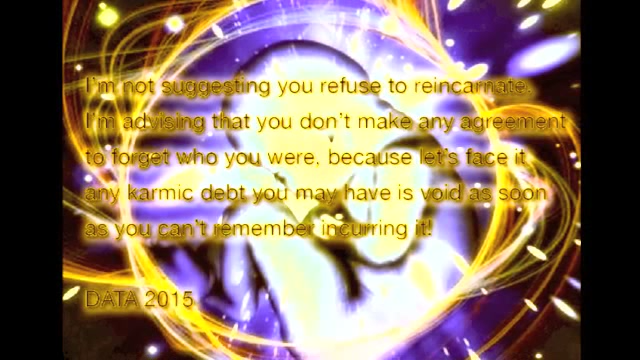 I'm not suggesting you refuse to reincarnate.
I'm advising that you don't make any agreement
to forget who you were, because let's face it,
any karmic debt you may have is void as soon
as you can't remember incurring it!
DATA 2015